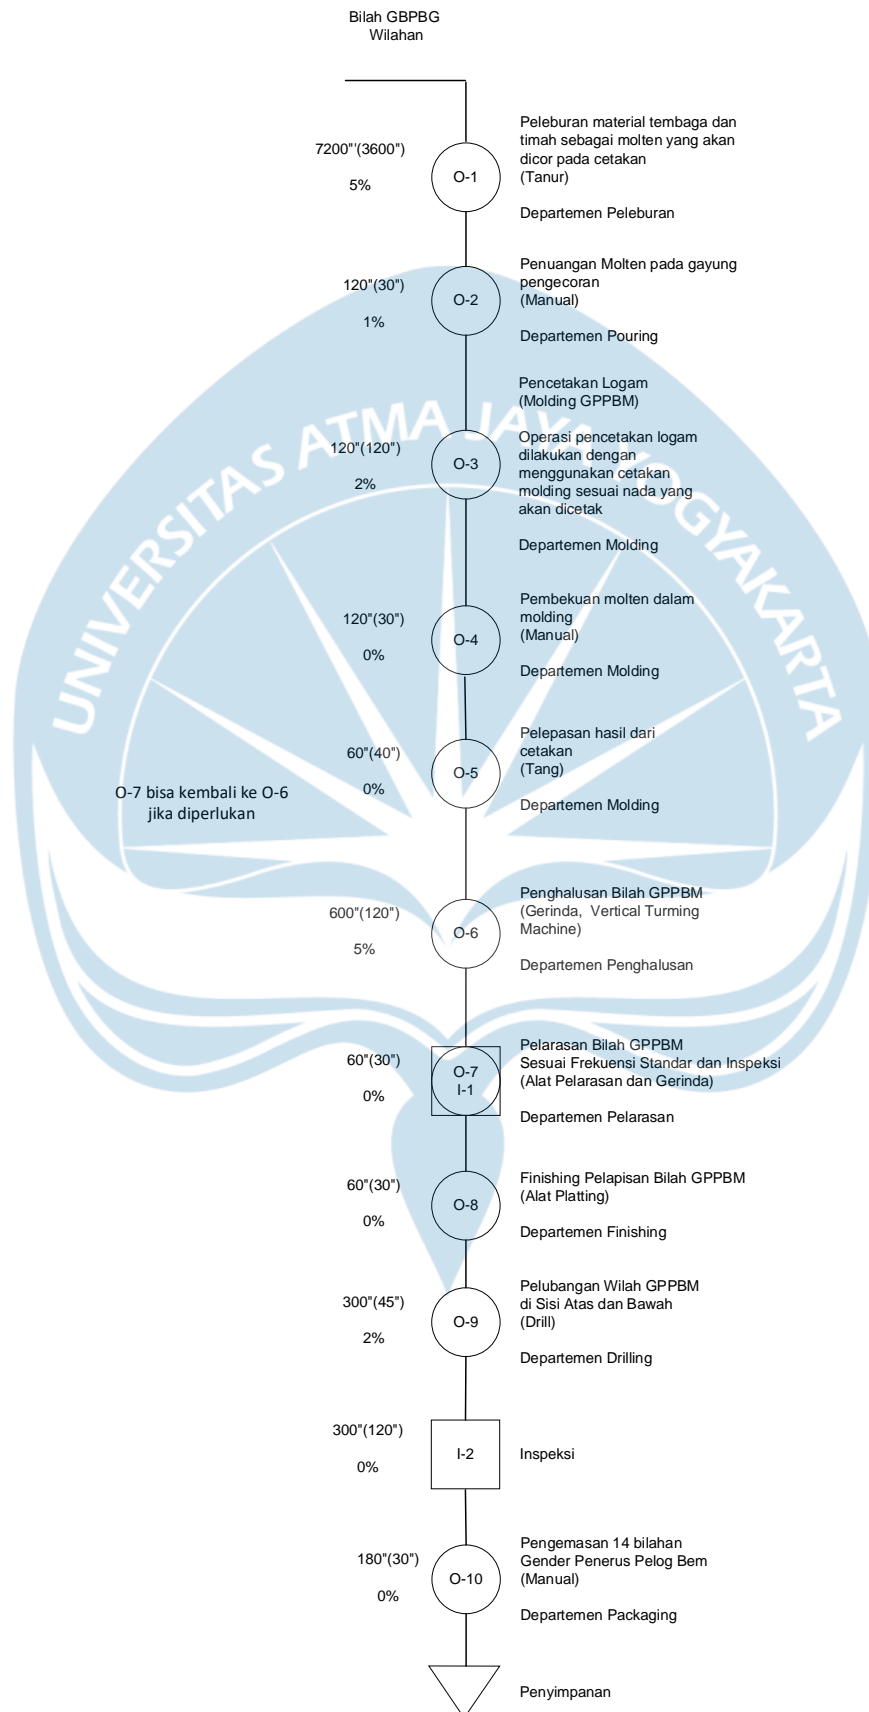 Bilah GBPBG
Wilahan
7200"(3600")
5%
O-1
Peleburan material tembaga dan
timah sebagai molten yang akan
dicor pada cetakan
(Tanur)
Departemen Peleburan
120"(30")
1%
O-2
Penuangan Molten pada gayung
pengecoran
(Manual)
Departemen Pouring
120"(120")
2%
O-3
Pencetakan Logam
(Molding GPPBM)
Operasi pencetakan logam
dilakukan dengan
menggunakan cetakan
molding sesuai nada yang
akan dicetak
Departemen Molding
UNIVERSITAS ATMA JAYA YOGYAKARTA
120"(30")
0%
O-4
Pembekuan molten dalam
molding
(Manual)
Departemen Molding
60"(40")
0%
O-5
Pelepasan hasil dari
cetakan
(Tang)
Departemen Molding
O-7 bisa kembali ke O-6
jika diperlukan
600"(120")
5%
O-6
Penghalusan Bilah GPPBM
(Gerinda,  Vertical Turming
Machine)
Departemen Penghalusan
60"(30")
0%
O-7
I-1
Pelarasan Bilah GPPBM
Sesuai Frekuensi Standar dan Inspeksi
(Alat Pelarasan dan Gerinda)
Departemen Pelarasan
60"(30")
0%
O-8
Finishing Pelapisan Bilah GPPBM
(Alat Platting)
Departemen Finishing
300"(45")
2%
O-9
Pelubangan Wilah GPPBM
di Sisi Atas dan Bawah
(Drill)
Departemen Drilling
300"(120")
0%
I-2
Inspeksi
180"(30")
0%
O-10
Pengemasan 14 bilahan
Gender Penerus Pelog Bem
(Manual)
Departemen Packaging
Penyimpanan